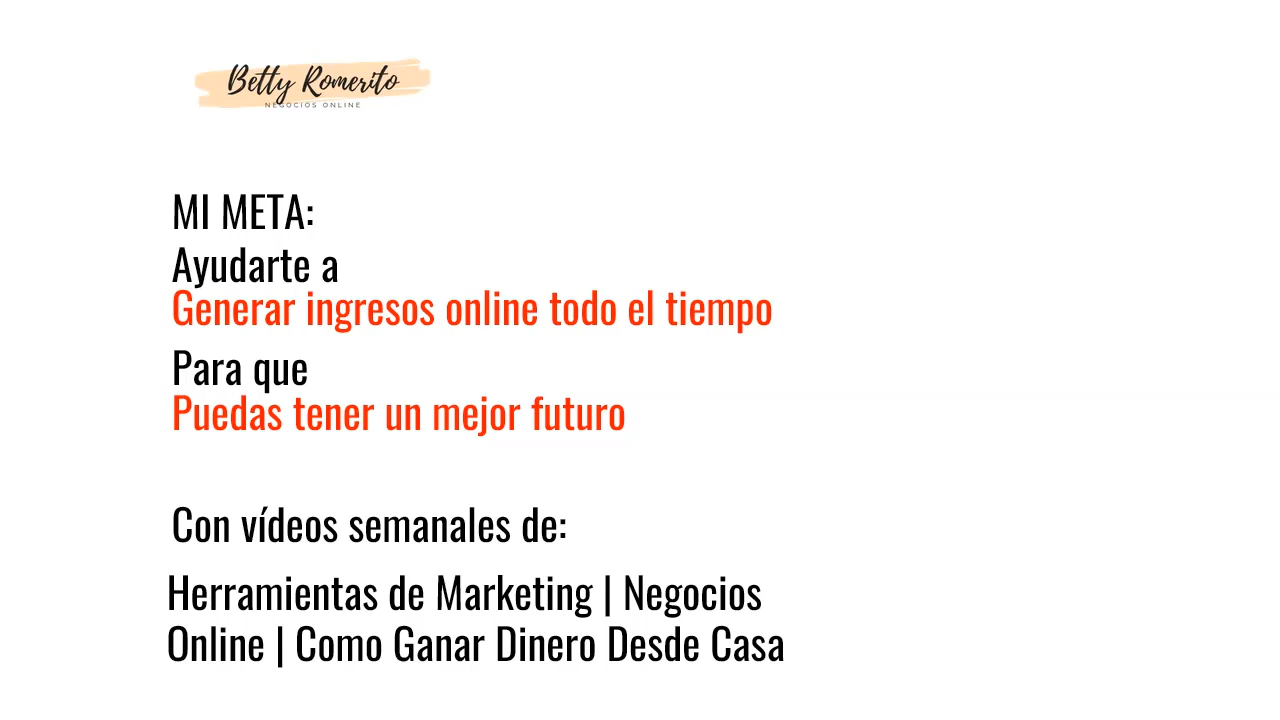 Betty Romerito
NEGOCIOS ONLINE
MI META:
Ayudarte a
Generar ingresos online todo el tiempo
Para que
Puedas tener un mejor futuro
Con vídeos semanales de:
Herramientas de Marketing | Negocios
Online | Como Ganar Dinero Desde Casa